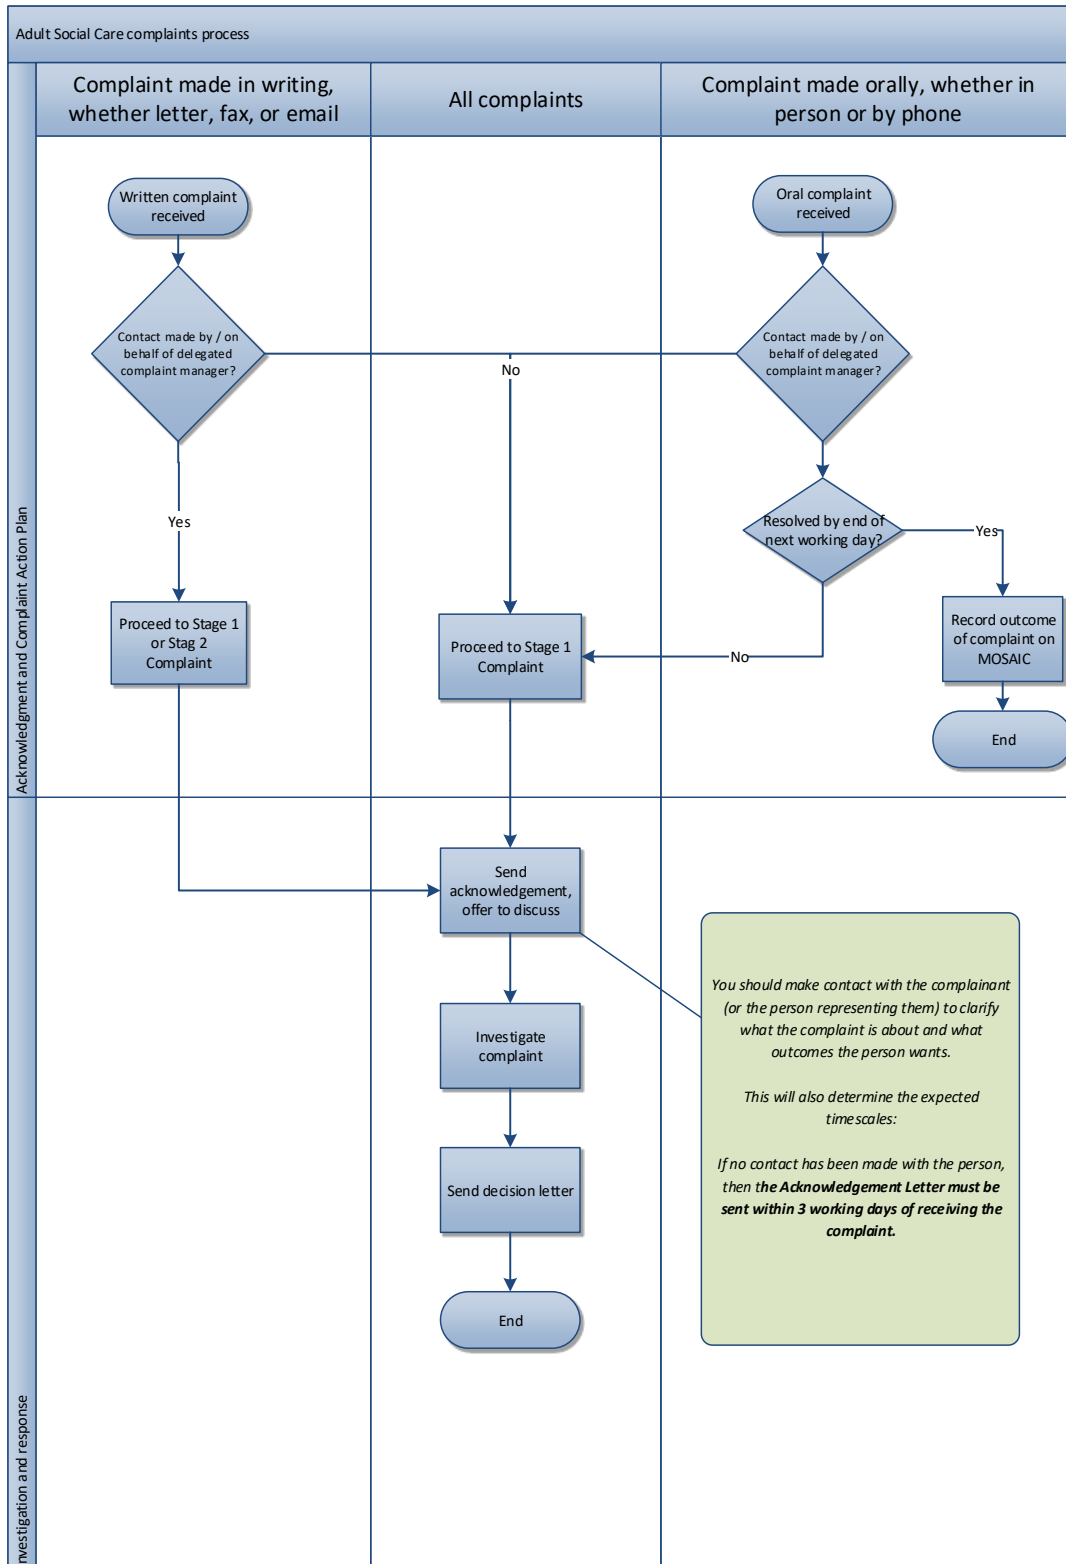 Adult Social Care complaints process
Complaint made in writing,
whether letter, fax, or email
All complaints
Complaint made orally, whether in
person or by phone
Acknowledgment and Complaint Action Plan
Written complaint
received
Oral complaint
received
Contact made by / on
behalf of delegated
complaint manager?
Contact made by / on
behalf of delegated
complaint manager?
No
Yes
Resolved by end of
next working day?
Yes
Proceed to Stage 1
or Stag 2
Complaint
Proceed to Stage 1
Complaint
No
Record outcome
of complaint on
MOSAIC
End
nvestigation and response
Send
acknowledgement,
offer to discuss
You should make contact with the complainant
(or the person representing them) to clarify
what the complaint is about and what
outcomes the person wants.
This will also determine the expected
timescales:
If no contact has been made with the person,
then the Acknowledgement Letter must be
sent within 3 working days of receiving the
complaint.
Investigate
complaint
Send decision letter
End